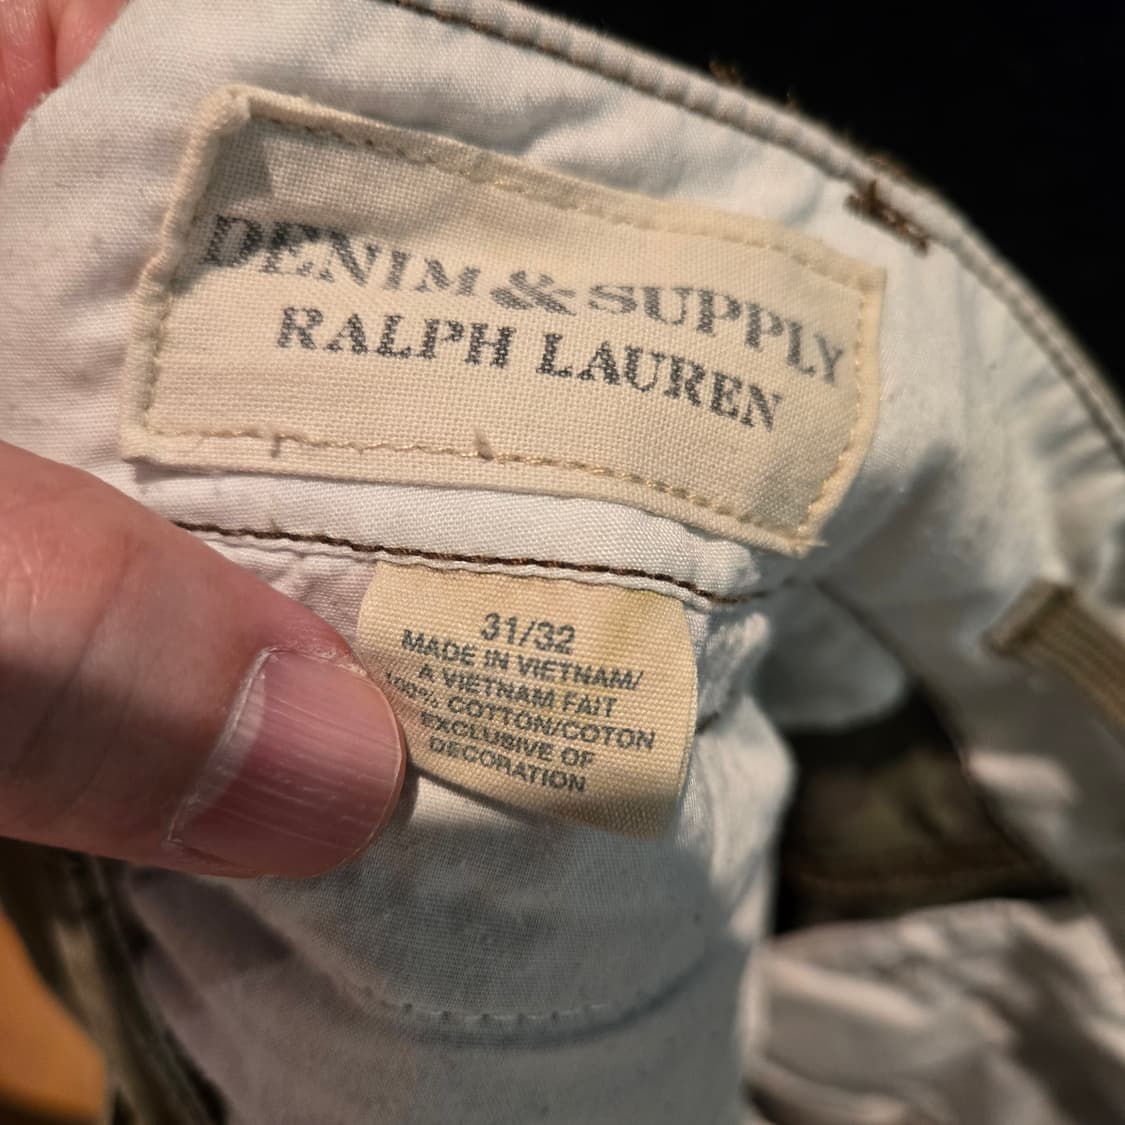 DENIM & SUPPLY
RALPH LAUREN
31/32
MADE IN VIETNAM/
A VIETNAM FAIT
100% COTTON/COTON
EXCLUSIVE OF
DECORATION